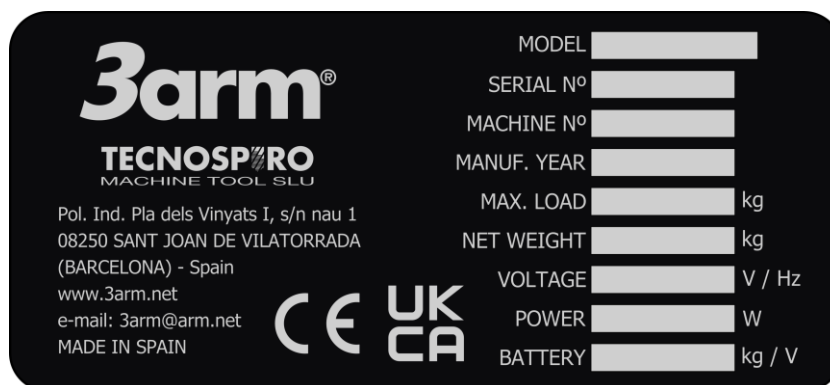 3arm®
TECNOSPIRO
MACHINE TOOL SLU
Pol. Ind. Pla dels Vinyats I, s/n nau 1
08250 SANT JOAN DE VILATORRADA
(BARCELONA) - Spain
www.3arm.net
e-mail: 3arm@arm.net
MADE IN SPAIN
CE
UK
CA
MODEL
SERIAL Nº
MACHINE Nº
MANUF. YEAR
MAX. LOAD kg
NET WEIGHT kg
VOLTAGE V / Hz
POWER W
BATTERY kg / V